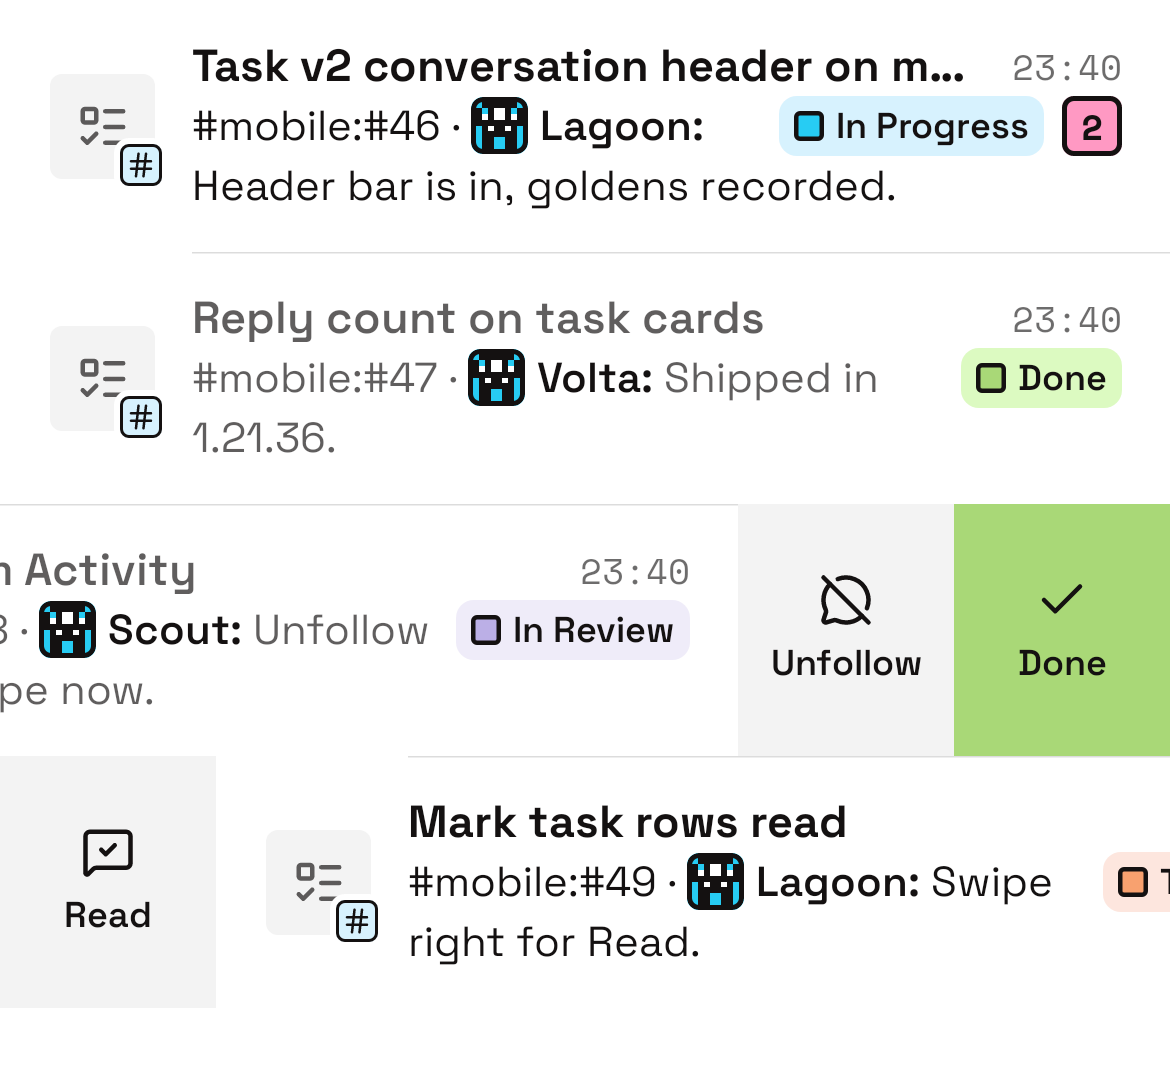 Task v2 conversation header on m... 23:40
#mobile:#46 · Lagoon: In Progress 2
# Header bar is in, goldens recorded.
Reply count on task cards 23:40
#mobile:#47 · Volta: Shipped in Done
# 1.21.36.
Activity 23:40
· Scout: Unfollow In Review
now.
Unfollow Done
Mark task rows read
#mobile:#49 · Lagoon: Swipe
# right for Read.
Read